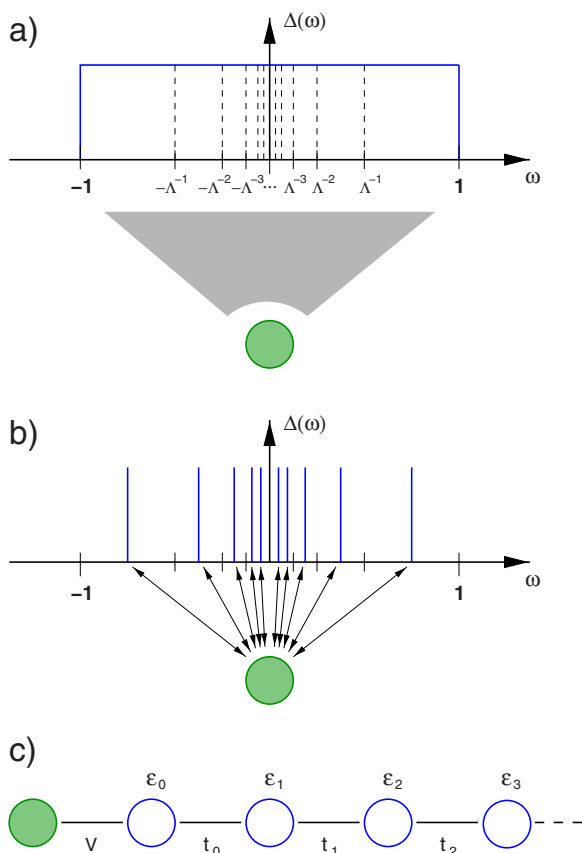 a)
Δ(ω)
−1 −Λ⁻¹ −Λ⁻² −Λ⁻³ ... Λ⁻³ Λ⁻² Λ⁻¹ 1 ω
b)
Δ(ω)
−1 1 ω
c)
ε₀ ε₁ ε₂ ε₃
V t₀ t₁ t₂